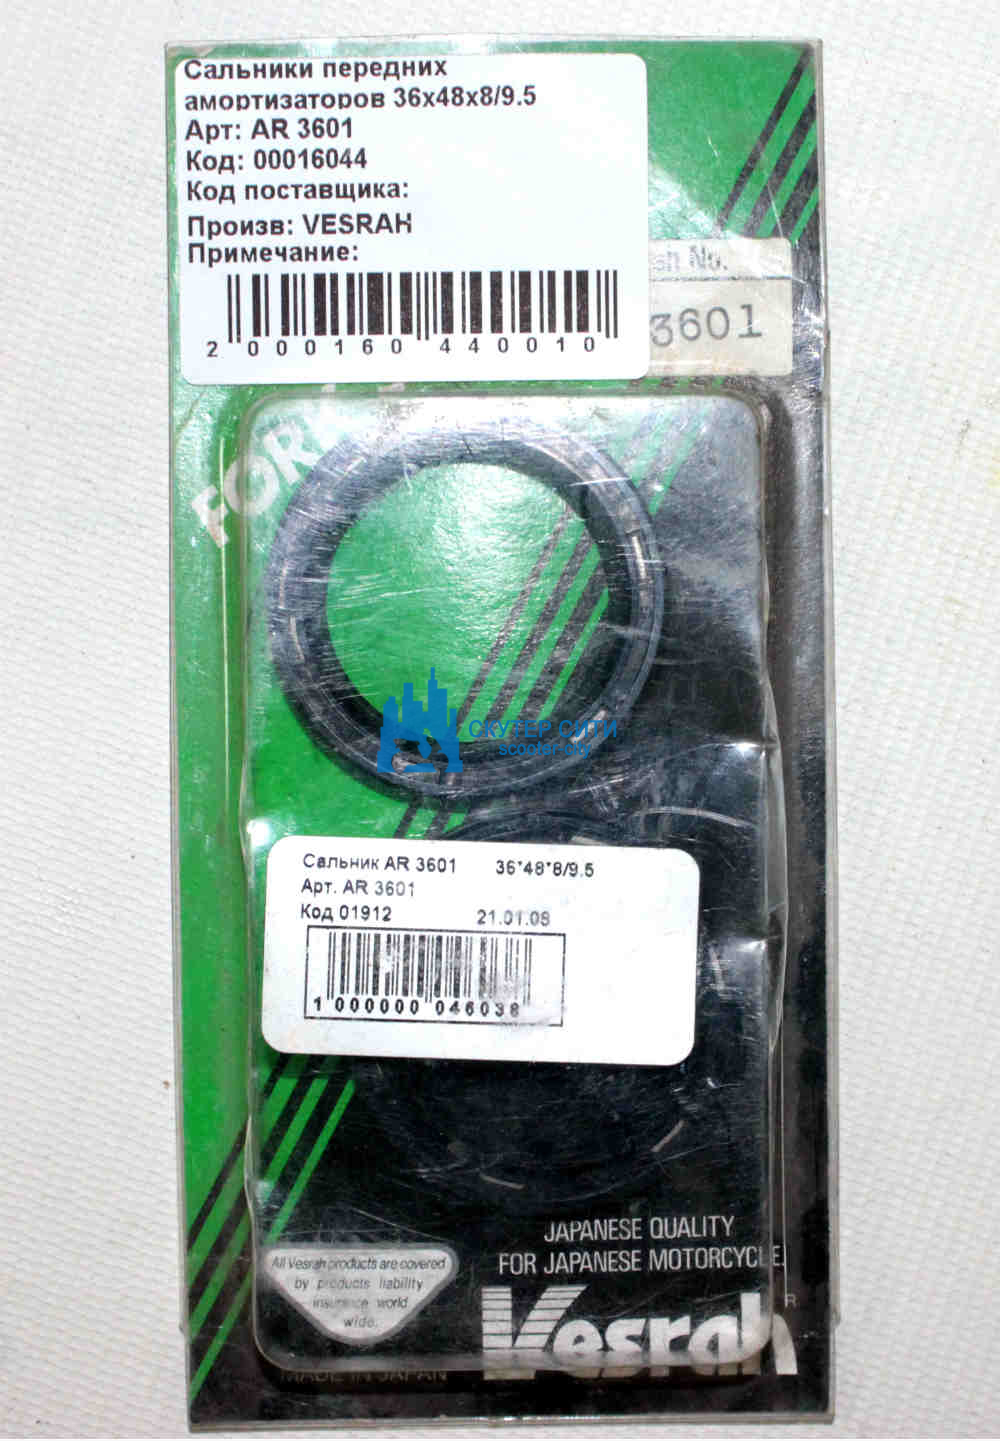 Сальники передних
амортизаторов 36x48x8/9.5
Арт: AR 3601
Код: 00016044
Код поставщика:
Произв: VESRAH
Примечание:
2 000160 440010
No.
3601
FOR
СКУТЕР СИТИ
scooter-city
Сальник AR 3601 36*48*8/9.5
Арт. AR 3601
Код 01912 21.01.08
1 000000 046038
JAPANESE QUALITY
FOR JAPANESE MOTORCYCLE.
All Vesrah products are covered
by products liability
insurance world
wide.
Vesrah R
MADE IN JAPAN